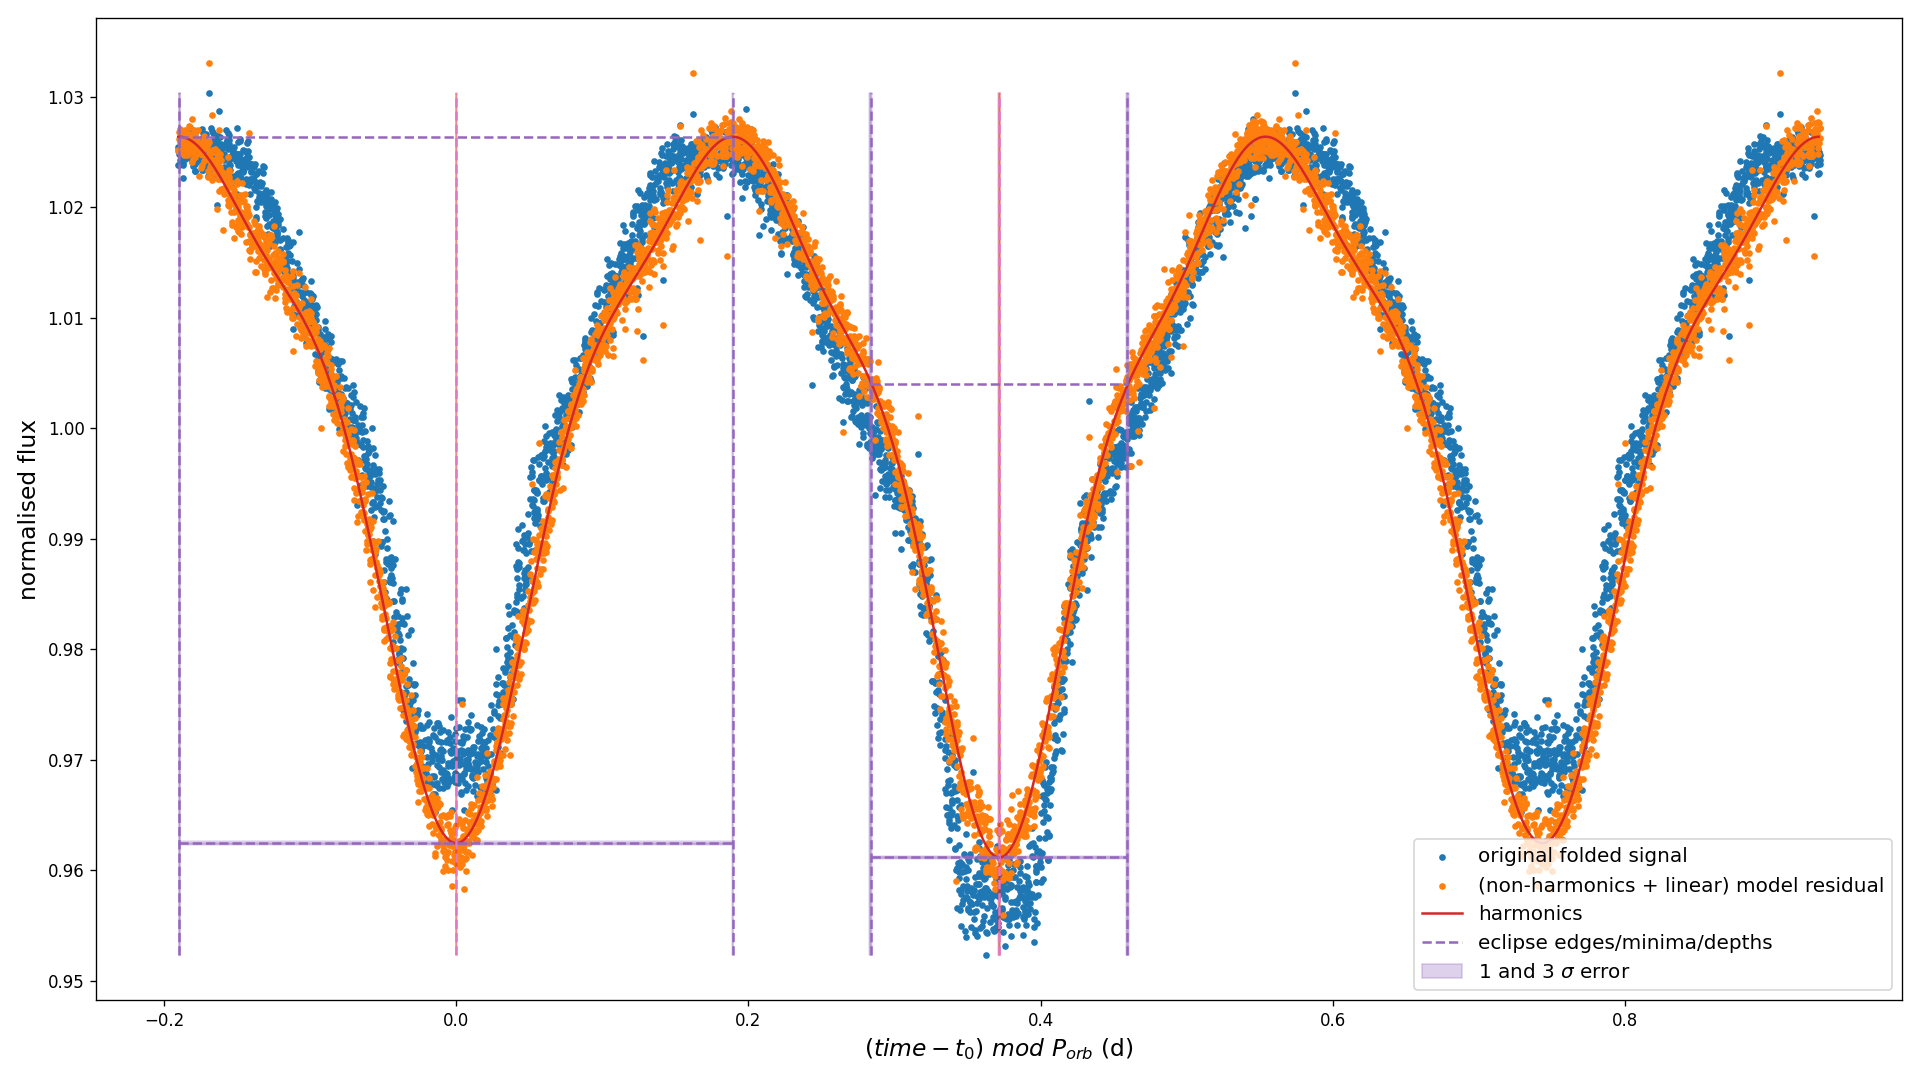 normalised flux
1.03
1.02
1.01
1.00
0.99
0.98
0.97
0.96
0.95
−0.2
0.0
0.2
0.4
0.6
0.8
(time − t₀) mod P_orb (d)
original folded signal
(non-harmonics + linear) model residual
harmonics
eclipse edges/minima/depths
1 and 3 σ error